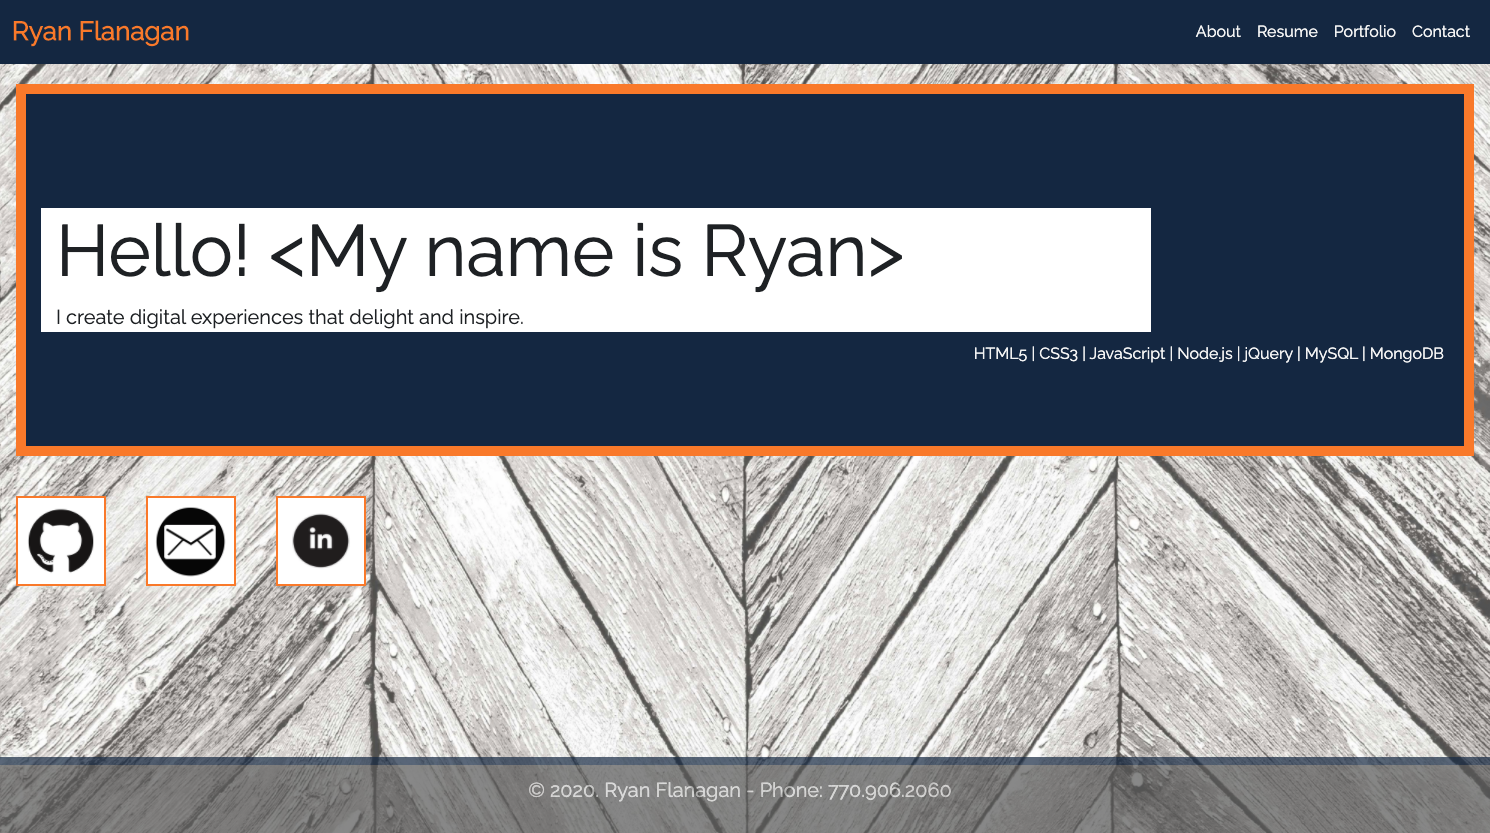 Ryan Flanagan
About Resume Portfolio Contact
Hello! <My name is Ryan>
I create digital experiences that delight and inspire.
HTML5 | CSS3 | JavaScript | Node.js | jQuery | MySQL | MongoDB
in
© 2020. Ryan Flanagan - Phone: 770.906.2060